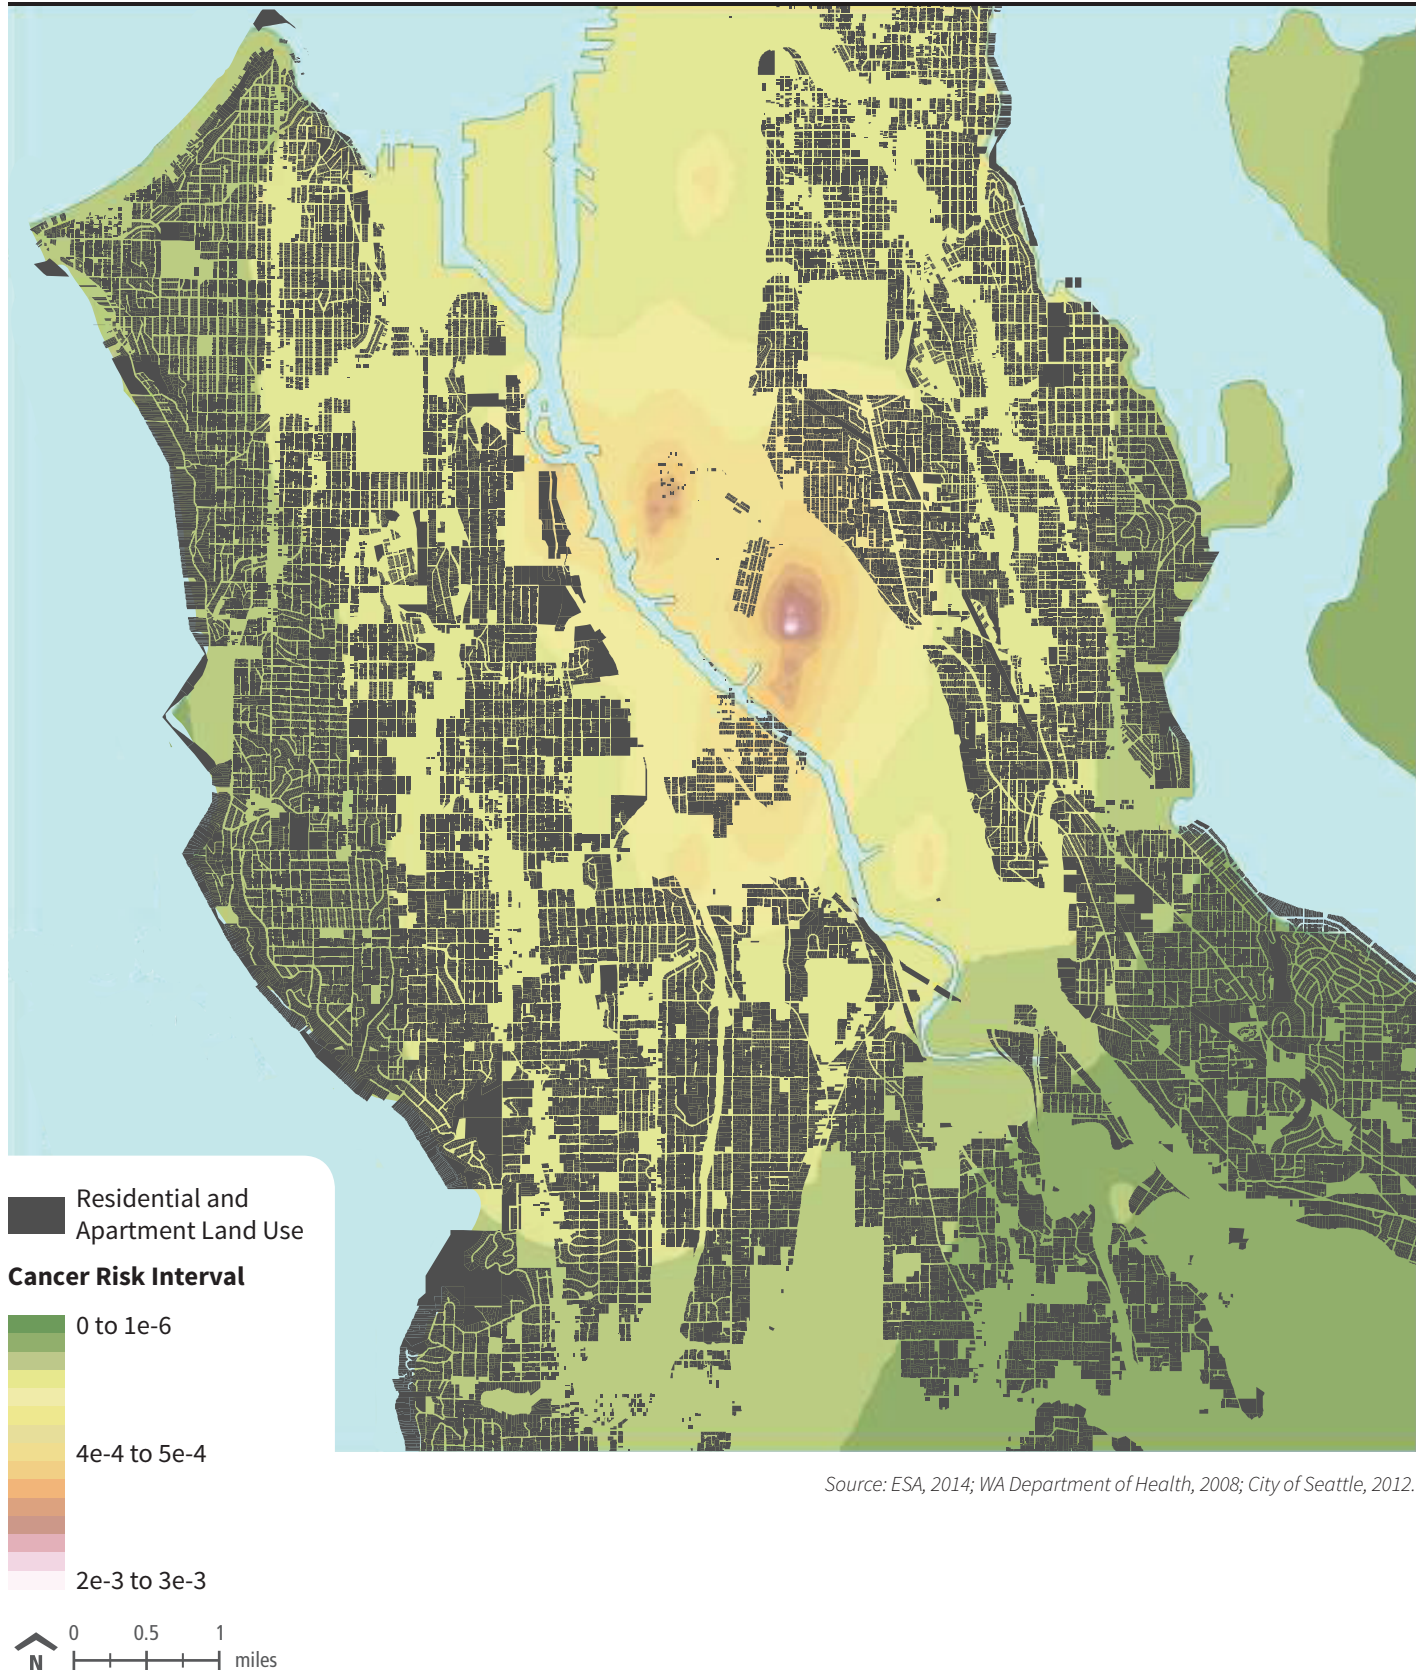 Residential and
Apartment Land Use
Cancer Risk Interval
0 to 1e-6
4e-4 to 5e-4
2e-3 to 3e-3
Source: ESA, 2014; WA Department of Health, 2008; City of Seattle, 2012.
0 0.5 1
N miles